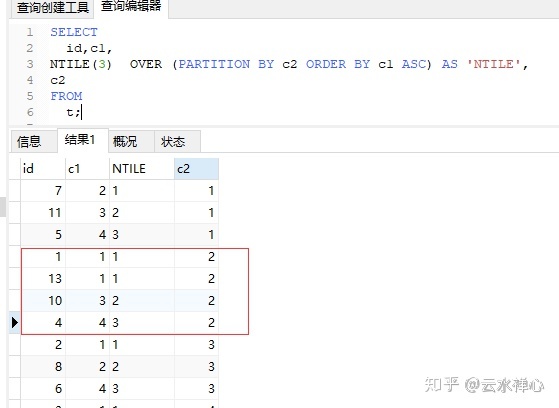 查询创建工具 查询编辑器
1 SELECT
2 id,c1,
3 NTILE(3) OVER (PARTITION BY c2 ORDER BY c1 ASC) AS 'NTILE',
4 c2
5 FROM
6 t;
信息 结果1 概况 状态
id c1 NTILE c2
7 2 1 1
11 3 2 1
5 4 3 1
1 1 1 2
13 1 1 2
10 3 2 2
4 4 3 2
2 1 1 3
8 2 2 3
6 4 3 3
知乎 @云水禅心